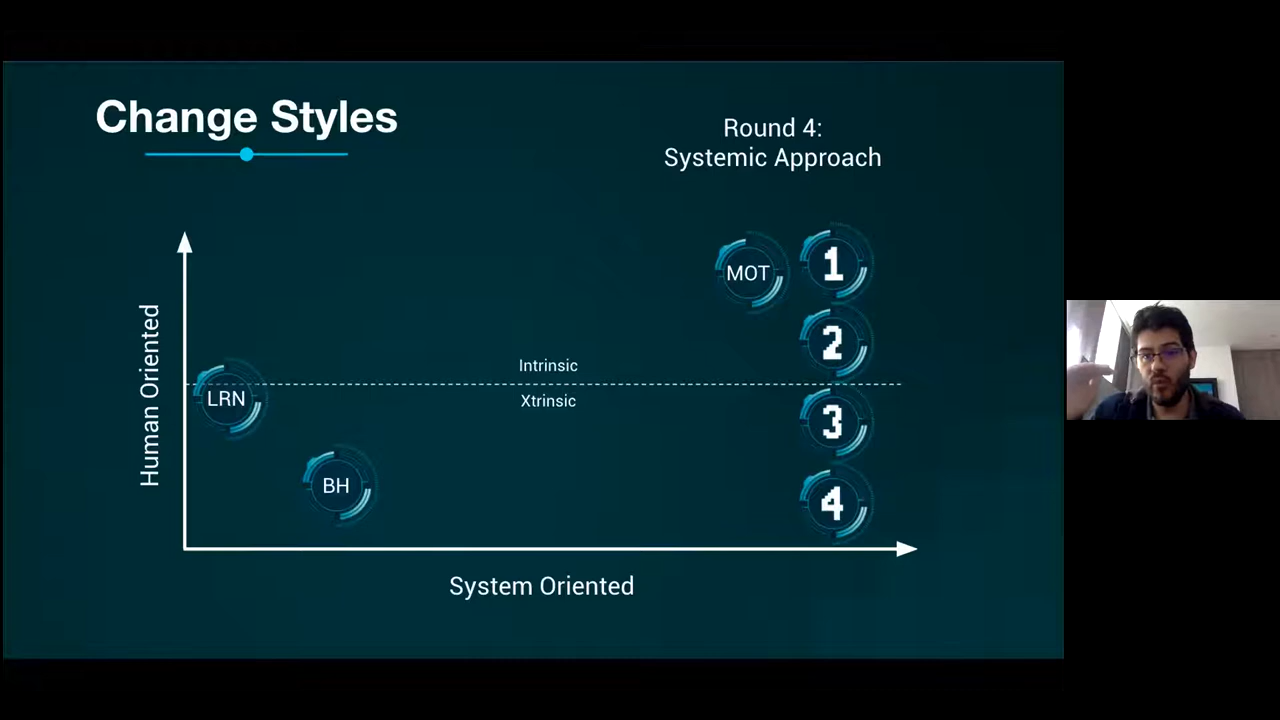 Change Styles
Round 4:
Systemic Approach
Human Oriented
MOT
1
2
Intrinsic
Xtrinsic
LRN
3
BH
4
System Oriented